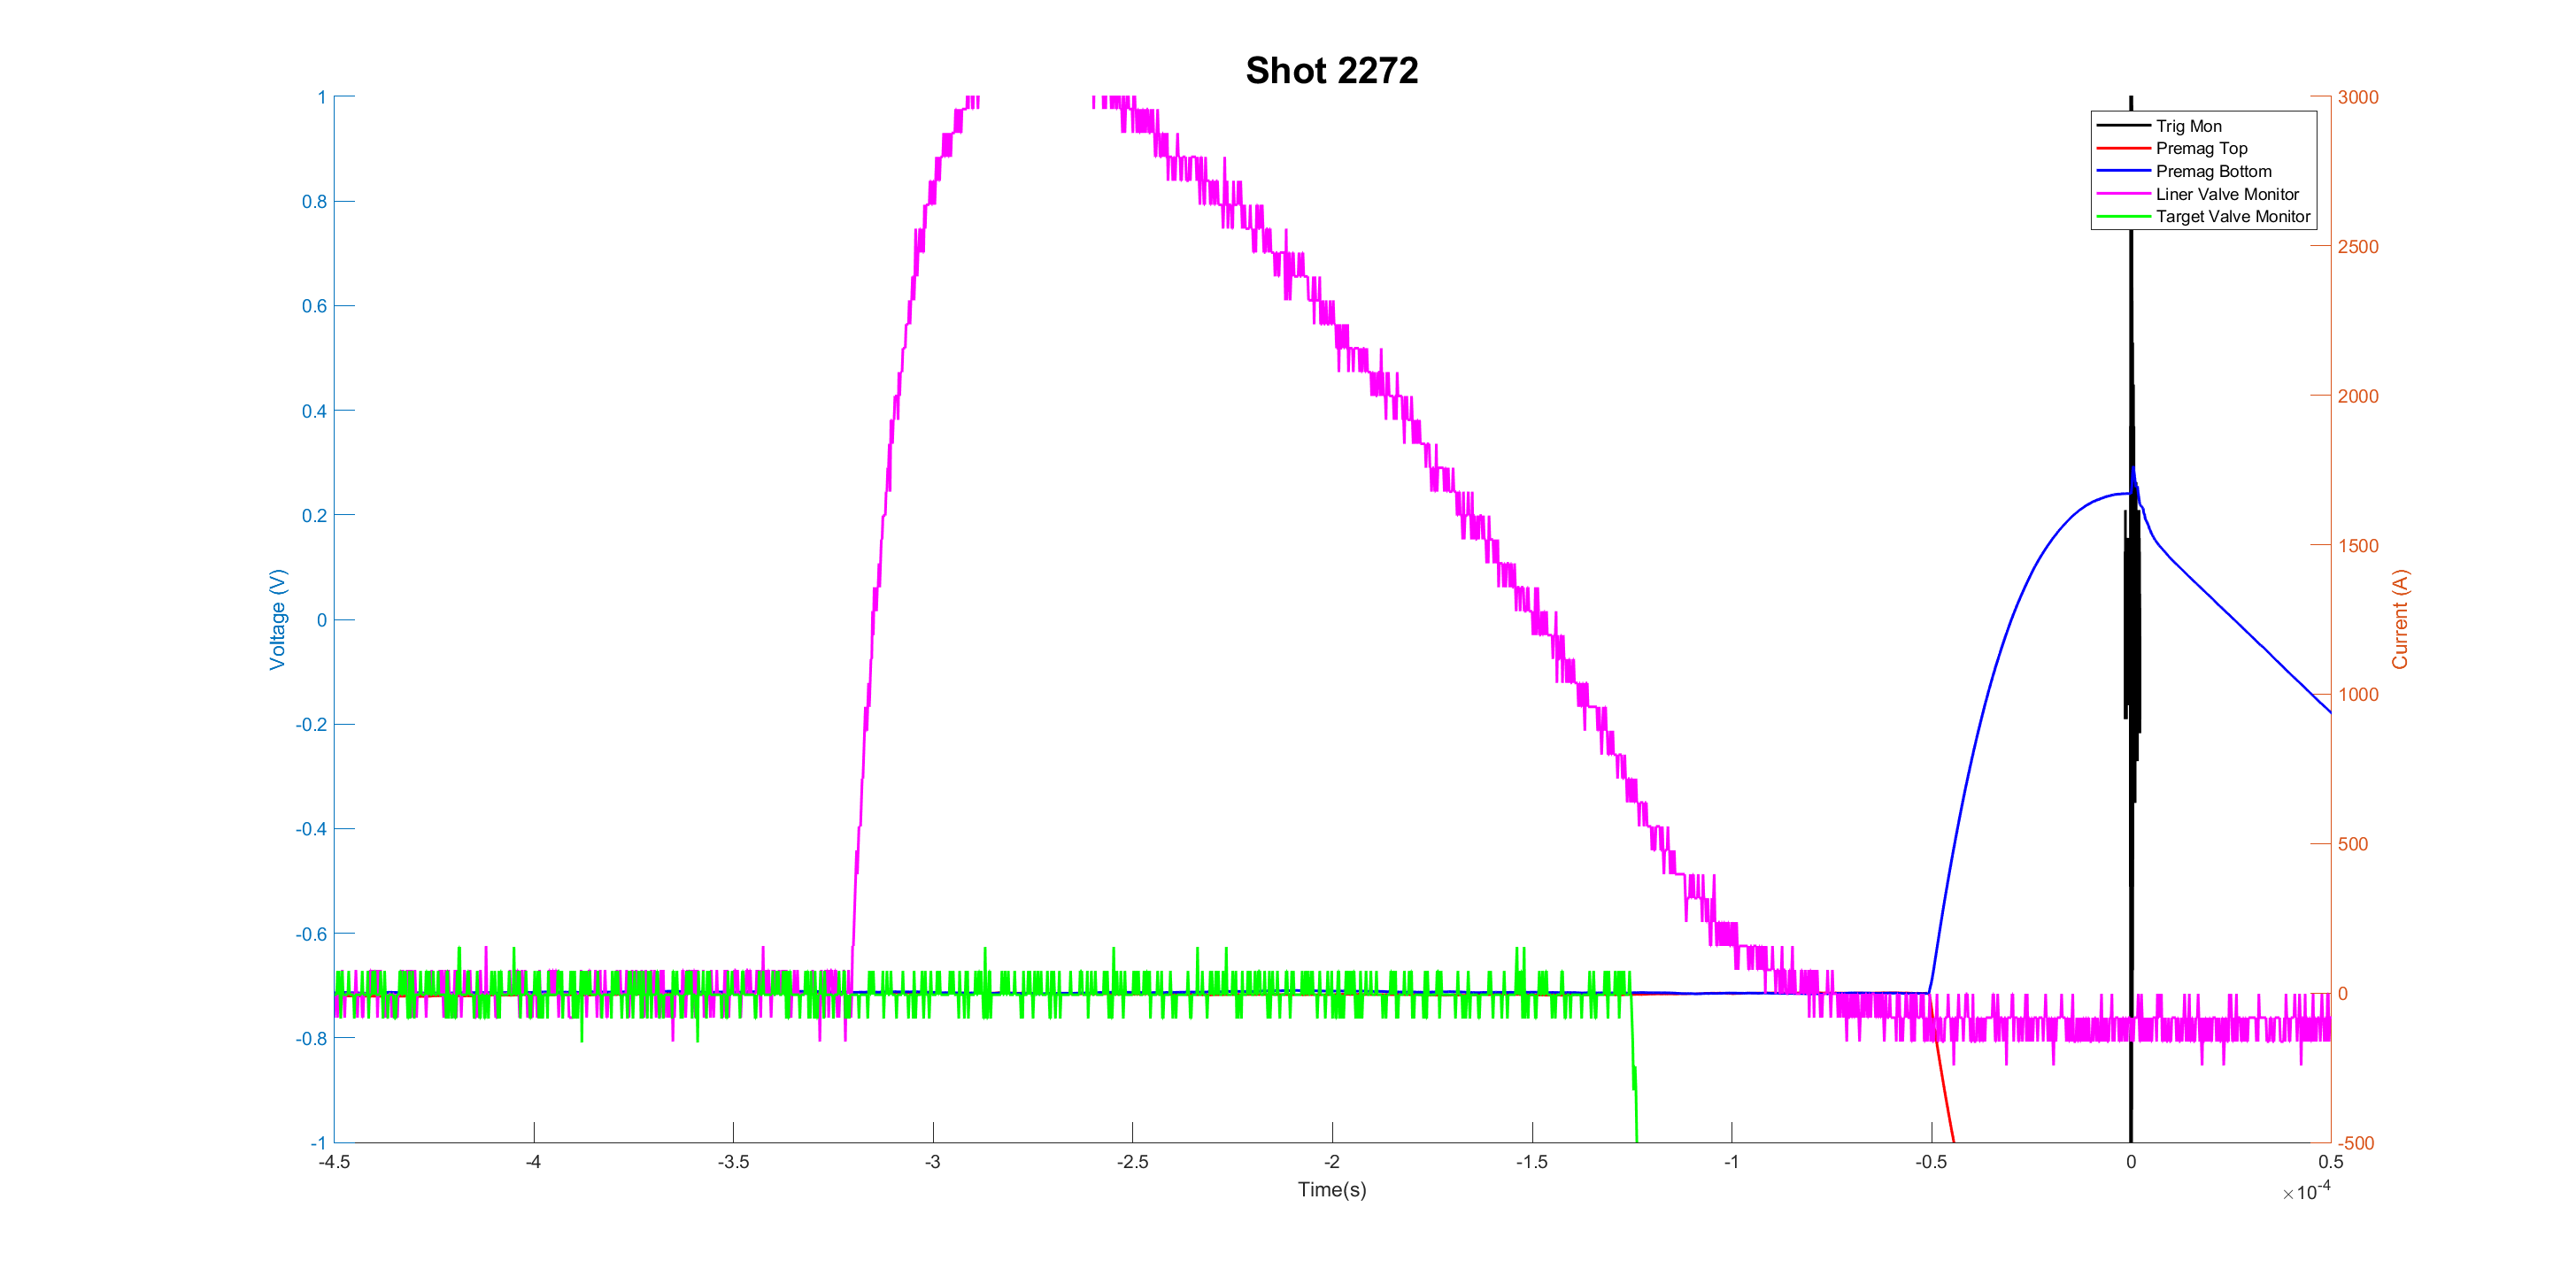 Shot 2272
1
0.8
0.6
0.4
0.2
0
-0.2
-0.4
-0.6
-0.8
-1
Voltage (V)
3000
2500
2000
1500
1000
500
0
-500
Current (A)
Trig Mon
Premag Top
Premag Bottom
Liner Valve Monitor
Target Valve Monitor
-4.5 -4 -3.5 -3 -2.5 -2 -1.5 -1 -0.5 0 0.5
Time(s)
×10-4